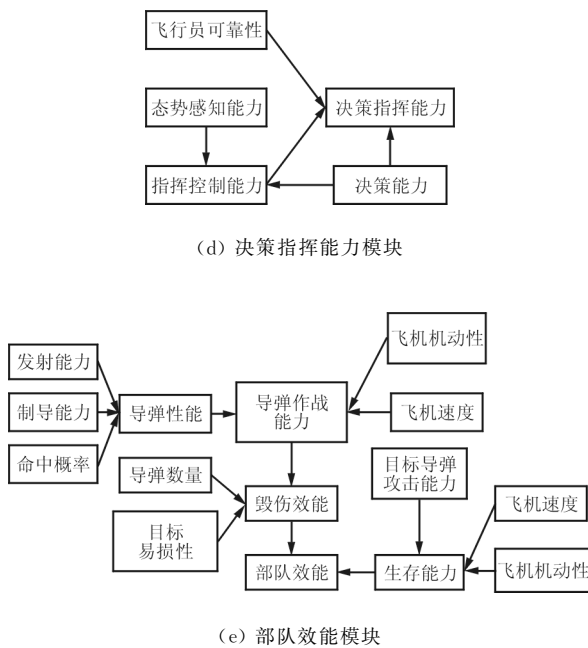 飞行员可靠性
态势感知能力
决策指挥能力
指挥控制能力
决策能力
(d) 决策指挥能力模块
飞机机动性
发射能力
制导能力
导弹性能
导弹作战
能力
飞机速度
命中概率
导弹数量
目标导弹
攻击能力
毁伤效能
飞机速度
目标
易损性
部队效能
生存能力
飞机机动性
(e) 部队效能模块